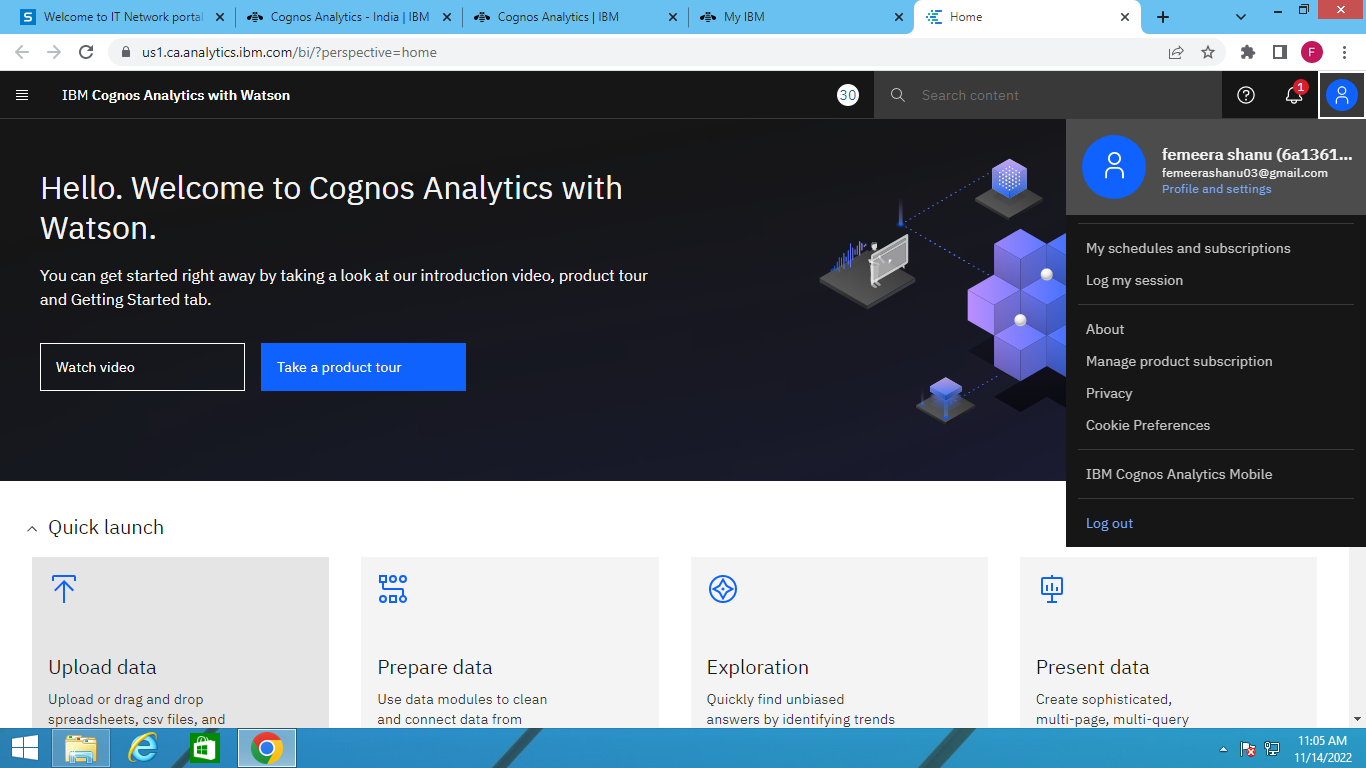 Welcome to IT Network portal
Cognos Analytics - India | IBM
Cognos Analytics | IBM
My IBM
Home
us1.ca.analytics.ibm.com/bi/?perspective=home
F
IBM Cognos Analytics with Watson
30
Search content
1
Hello. Welcome to Cognos Analytics with
Watson.
You can get started right away by taking a look at our introduction video, product tour
and Getting Started tab.
Watch video
Take a product tour
femeera shanu (6a1361...
femeerashanu03@gmail.com
Profile and settings
My schedules and subscriptions
Log my session
About
Manage product subscription
Privacy
Cookie Preferences
IBM Cognos Analytics Mobile
Log out
Quick launch
Upload data
Upload or drag and drop
spreadsheets, csv files, and
Prepare data
Use data modules to clean
and connect data from
Exploration
Quickly find unbiased
answers by identifying trends
Present data
Create sophisticated,
multi-page, multi-query
11:05 AM
11/14/2022